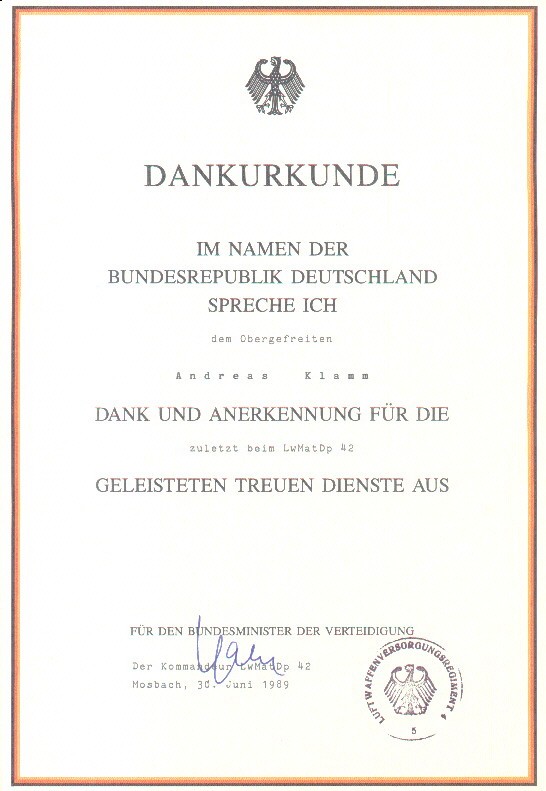 DANKURKUNDE
IM NAMEN DER
BUNDESREPUBLIK DEUTSCHLAND
SPRECHE ICH
dem Obergefreiten
Andreas Klamm
DANK UND ANERKENNUNG FÜR DIE
zuletzt beim LwMatDp 42
GELEISTETEN TREUEN DIENSTE AUS
FÜR DEN BUNDESMINISTER DER VERTEIDIGUNG
Der Kommandeur LwMatDp 42
Mosbach, 30. Juni 1989
LUFTWAFFENVERSORGUNGSREGIMENT 4
5